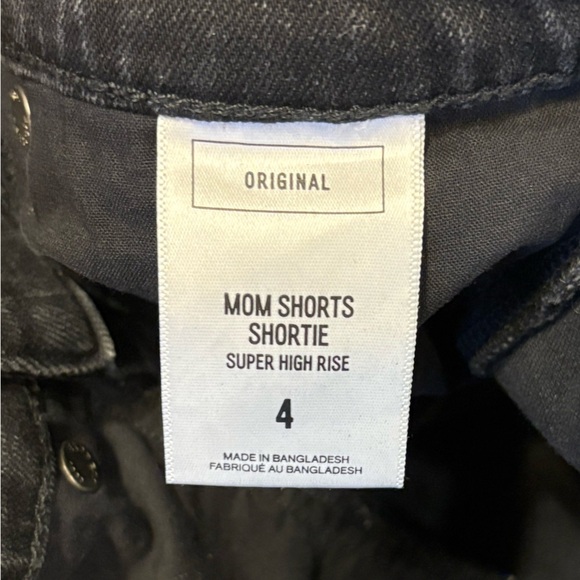 ORIGINAL
MOM SHORTS
SHORTIE
SUPER HIGH RISE
4
MADE IN BANGLADESH
FABRIQUÉ AU BANGLADESH